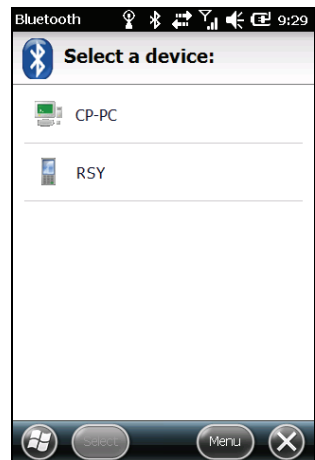 Bluetooth 9:29
Select a device:
CP-PC
RSY
Select Menu